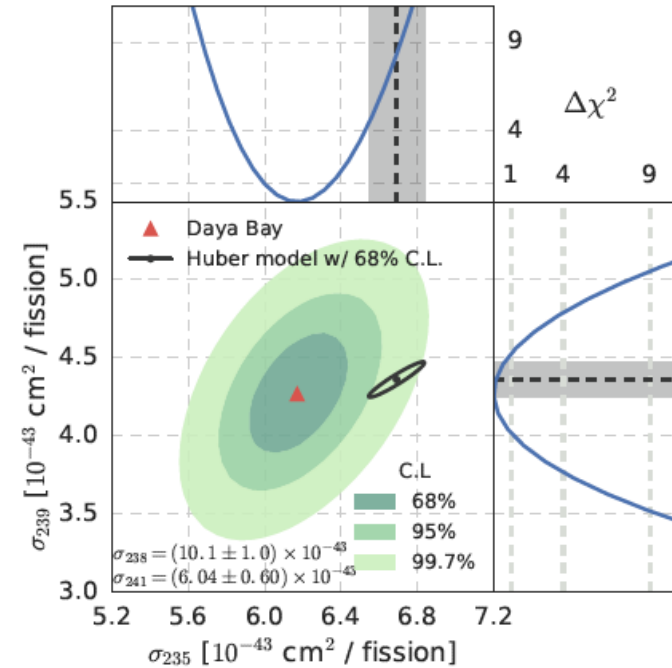 9
4
Δχ²
1 4 9
5.5
5.0
4.5
4.0
3.5
3.0
σ₂₃₉ [10⁻⁴³ cm² / fission]
Daya Bay
Huber model w/ 68% C.L.
C.L
68%
95%
99.7%
σ₂₃₈ = (10.1 ± 1.0) × 10⁻⁴³
σ₂₄₁ = (6.04 ± 0.60) × 10⁻⁴³
5.2 5.6 6.0 6.4 6.8 7.2
σ₂₃₅ [10⁻⁴³ cm² / fission]